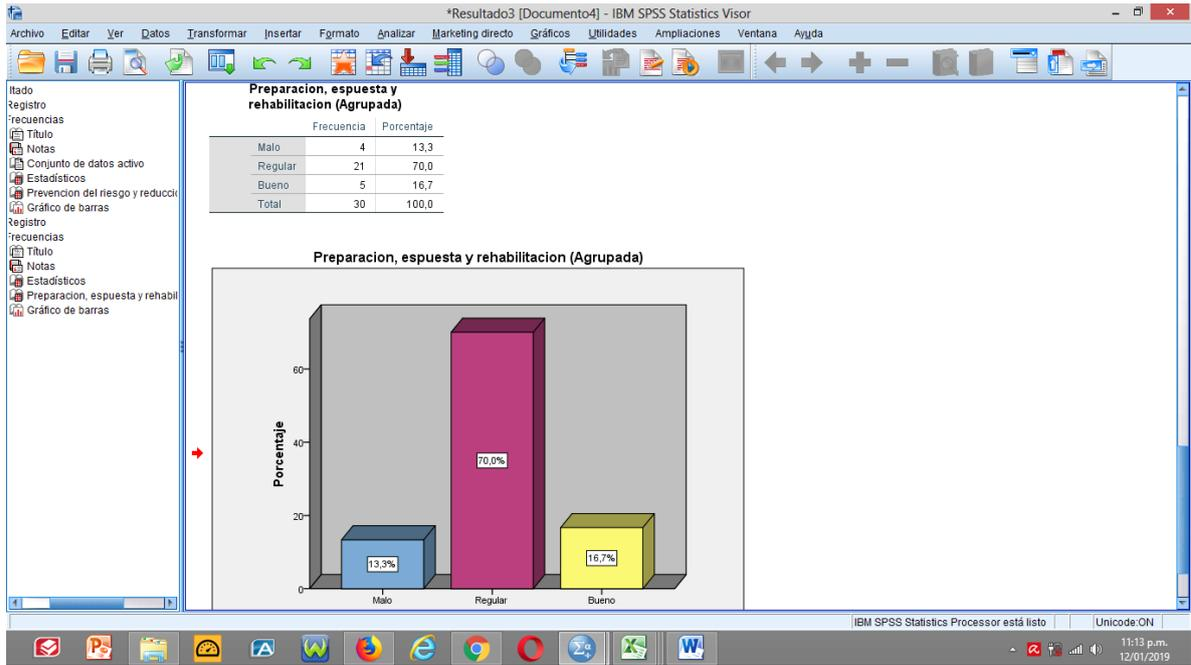 *Resultado3 [Documento4] - IBM SPSS Statistics Visor
Archivo Editar Ver Datos Transformar Insertar Formato Analizar Marketing directo Gráficos Utilidades Ampliaciones Ventana Ayuda
ltado
Registro
Frecuencias
Título
Notas
Conjunto de datos activo
Estadísticos
Prevencion del riesgo y reducció
Gráfico de barras
Registro
Frecuencias
Título
Notas
Estadísticos
Preparacion, espuesta y rehabil
Gráfico de barras
Preparacion, espuesta y
rehabilitacion (Agrupada)
Frecuencia Porcentaje
Malo 4 13,3
Regular 21 70,0
Bueno 5 16,7
Total 30 100,0
Preparacion, espuesta y rehabilitacion (Agrupada)
Porcentaje
60
40
20
0
13,3%
70,0%
16,7%
Malo Regular Bueno
IBM SPSS Statistics Processor está listo Unicode:ON
11:13 p.m.
12/01/2019